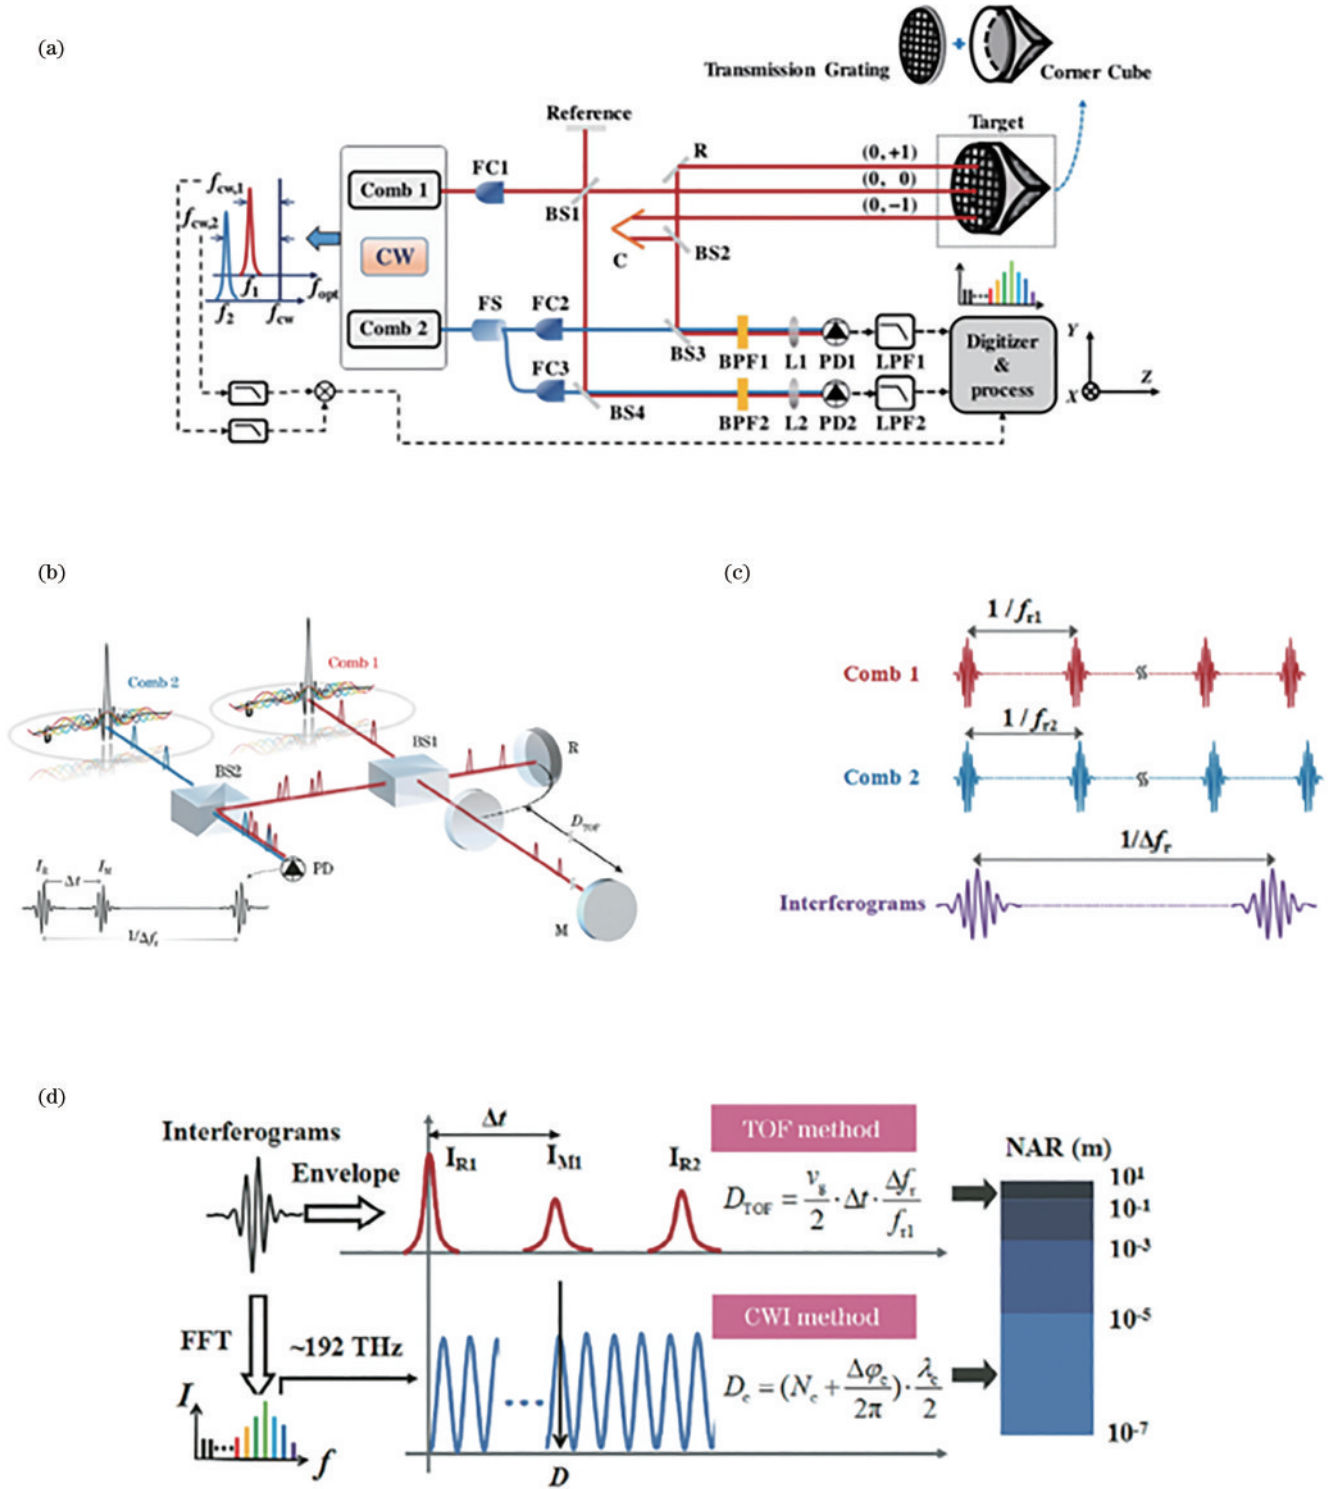 (a)
Transmission Grating
Corner Cube
Reference
Target
FC1
R
(0,+1)
(0, 0)
(0,−1)
f_cw,1
f_cw,2
Comb 1
BS1
CW
C
BS2
f_1
f_opt
f_2
f_cw
FS
FC2
Comb 2
BS3
BPF1
L1
PD1
LPF1
Digitizer
&
process
Y
X
Z
FC3
BS4
BPF2
L2
PD2
LPF2
(b)
Comb 2
Comb 1
BS1
R
BS2
D_TOF
I_R
Δt
I_M
PD
M
1/Δf_r
(c)
1/f_r1
Comb 1
1/f_r2
Comb 2
1/Δf_r
Interferograms
(d)
Interferograms
Envelope
Δt
I_R1
I_M1
I_R2
TOF method
D_TOF = v_g/2 · Δt · Δf_r/f_r1
NAR (m)
10^1
10^-1
10^-3
10^-5
10^-7
FFT
~192 THz
CWI method
D_c = (N_c + Δφ_c/2π) · λ_c/2
I
f
D